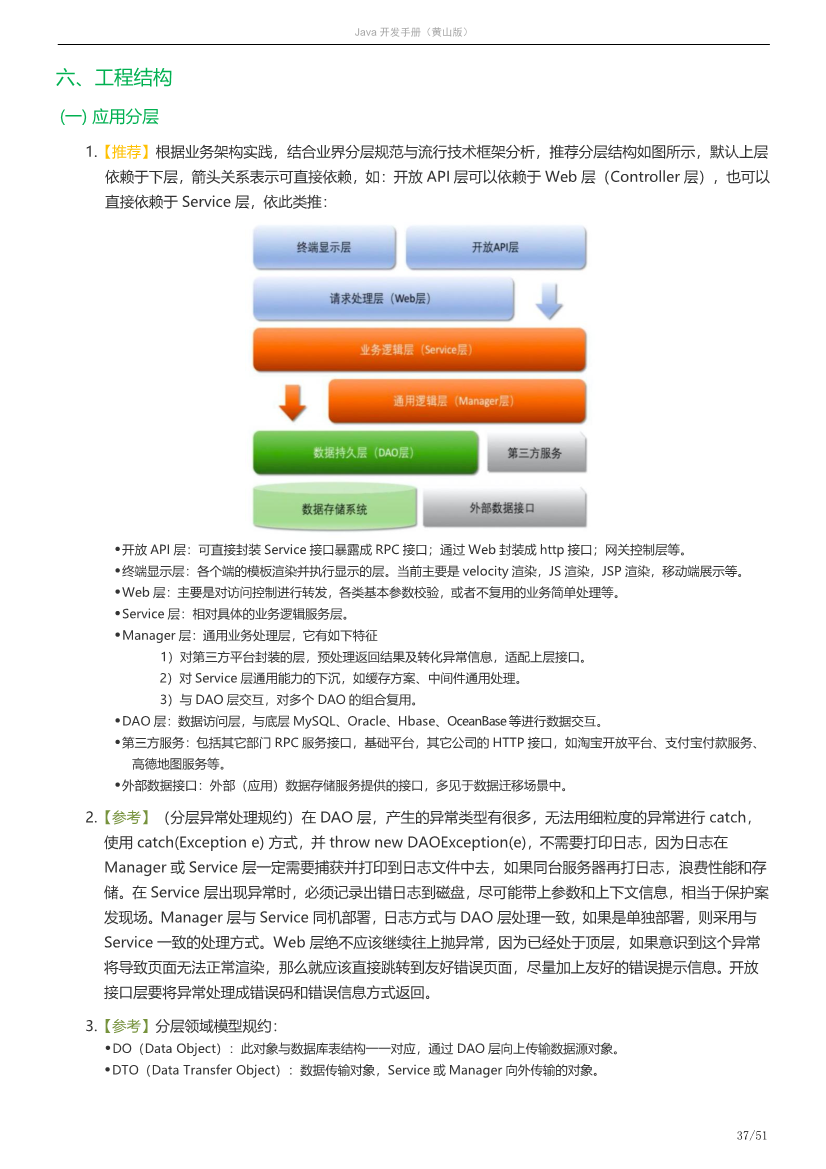 Java 开发手册（黄山版）
六、工程结构
(一) 应用分层
1.【推荐】根据业务架构实践，结合业界分层规范与流行技术框架分析，推荐分层结构如图所示，默认上层
依赖于下层，箭头关系表示可直接依赖，如：开放 API 层可以依赖于 Web 层（Controller 层），也可以
直接依赖于 Service 层，依此类推：
终端显示层 开放API层
请求处理层（Web层）
业务逻辑层（Service层）
通用逻辑层（Manager层）
数据持久层（DAO层） 第三方服务
数据存储系统 外部数据接口
•开放 API 层：可直接封装 Service 接口暴露成 RPC 接口；通过 Web 封装成 http 接口；网关控制层等。
•终端显示层：各个端的模板渲染并执行显示的层。当前主要是 velocity 渲染，JS 渲染，JSP 渲染，移动端展示等。
•Web 层：主要是对访问控制进行转发，各类基本参数校验，或者不复用的业务简单处理等。
•Service 层：相对具体的业务逻辑服务层。
•Manager 层：通用业务处理层，它有如下特征
1）对第三方平台封装的层，预处理返回结果及转化异常信息，适配上层接口。
2）对 Service 层通用能力的下沉，如缓存方案、中间件通用处理。
3）与 DAO 层交互，对多个 DAO 的组合复用。
•DAO 层：数据访问层，与底层 MySQL、Oracle、Hbase、OceanBase 等进行数据交互。
•第三方服务：包括其它部门 RPC 服务接口，基础平台，其它公司的 HTTP 接口，如淘宝开放平台、支付宝付款服务、
高德地图服务等。
•外部数据接口：外部（应用）数据存储服务提供的接口，多见于数据迁移场景中。
2.【参考】（分层异常处理规约）在 DAO 层，产生的异常类型有很多，无法用细粒度的异常进行 catch，
使用 catch(Exception e) 方式，并 throw new DAOException(e)，不需要打印日志，因为日志在
Manager 或 Service 层一定需要捕获并打印到日志文件中去，如果同台服务器再打日志，浪费性能和存
储。在 Service 层出现异常时，必须记录出错日志到磁盘，尽可能带上参数和上下文信息，相当于保护案
发现场。Manager 层与 Service 同机部署，日志方式与 DAO 层处理一致，如果是单独部署，则采用与
Service 一致的处理方式。Web 层绝不应该继续往上抛异常，因为已经处于顶层，如果意识到这个异常
将导致页面无法正常渲染，那么就应该直接跳转到友好错误页面，尽量加上友好的错误提示信息。开放
接口层要将异常处理成错误码和错误信息方式返回。
3.【参考】分层领域模型规约：
•DO（Data Object）：此对象与数据库表结构一一对应，通过 DAO 层向上传输数据源对象。
•DTO（Data Transfer Object）：数据传输对象，Service 或 Manager 向外传输的对象。
37/51